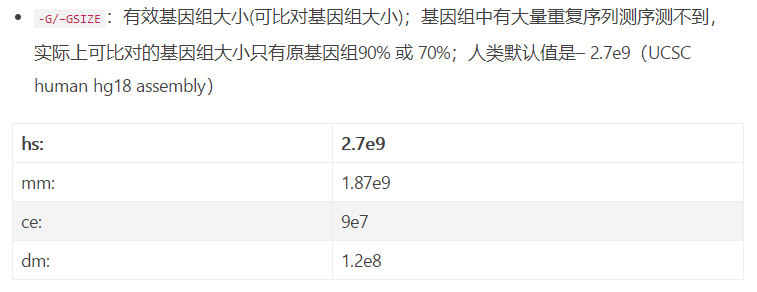 -G/–GSIZE：有效基因组大小(可比对基因组大小)；基因组中有大量重复序列测序测不到，
实际上可比对的基因组大小只有原基因组90% 或 70%；人类默认值是– 2.7e9（UCSC
human hg18 assembly）
hs: 2.7e9
mm: 1.87e9
ce: 9e7
dm: 1.2e8